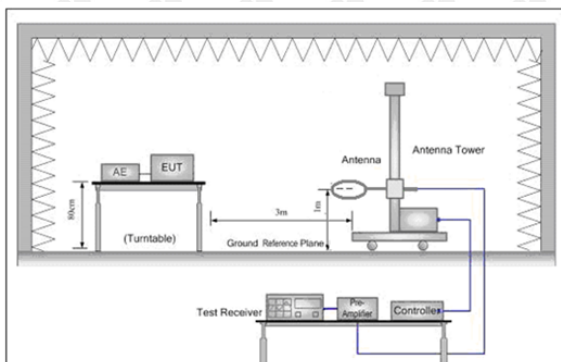 Antenna
Antenna Tower
AE
EUT
80cm
(Turntable)
3m
1m
Ground Reference Plane
Test Receiver
Pre-
Amplifier
Controller